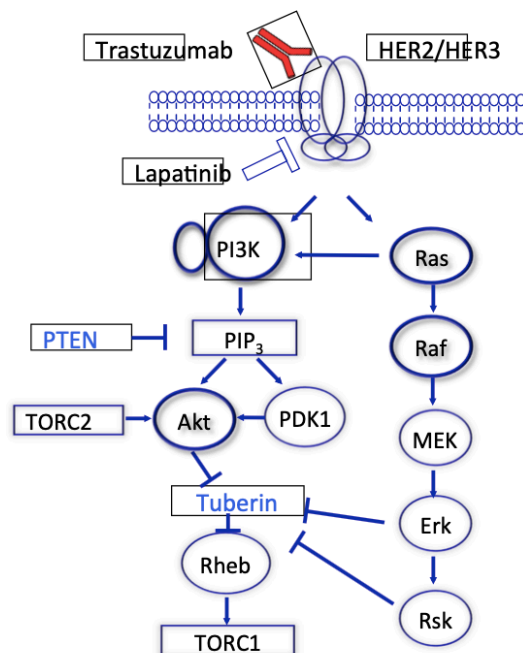 Trastuzumab
HER2/HER3
Lapatinib
PI3K
Ras
PTEN
PIP3
Raf
TORC2
Akt
PDK1
MEK
Tuberin
Erk
Rheb
Rsk
TORC1